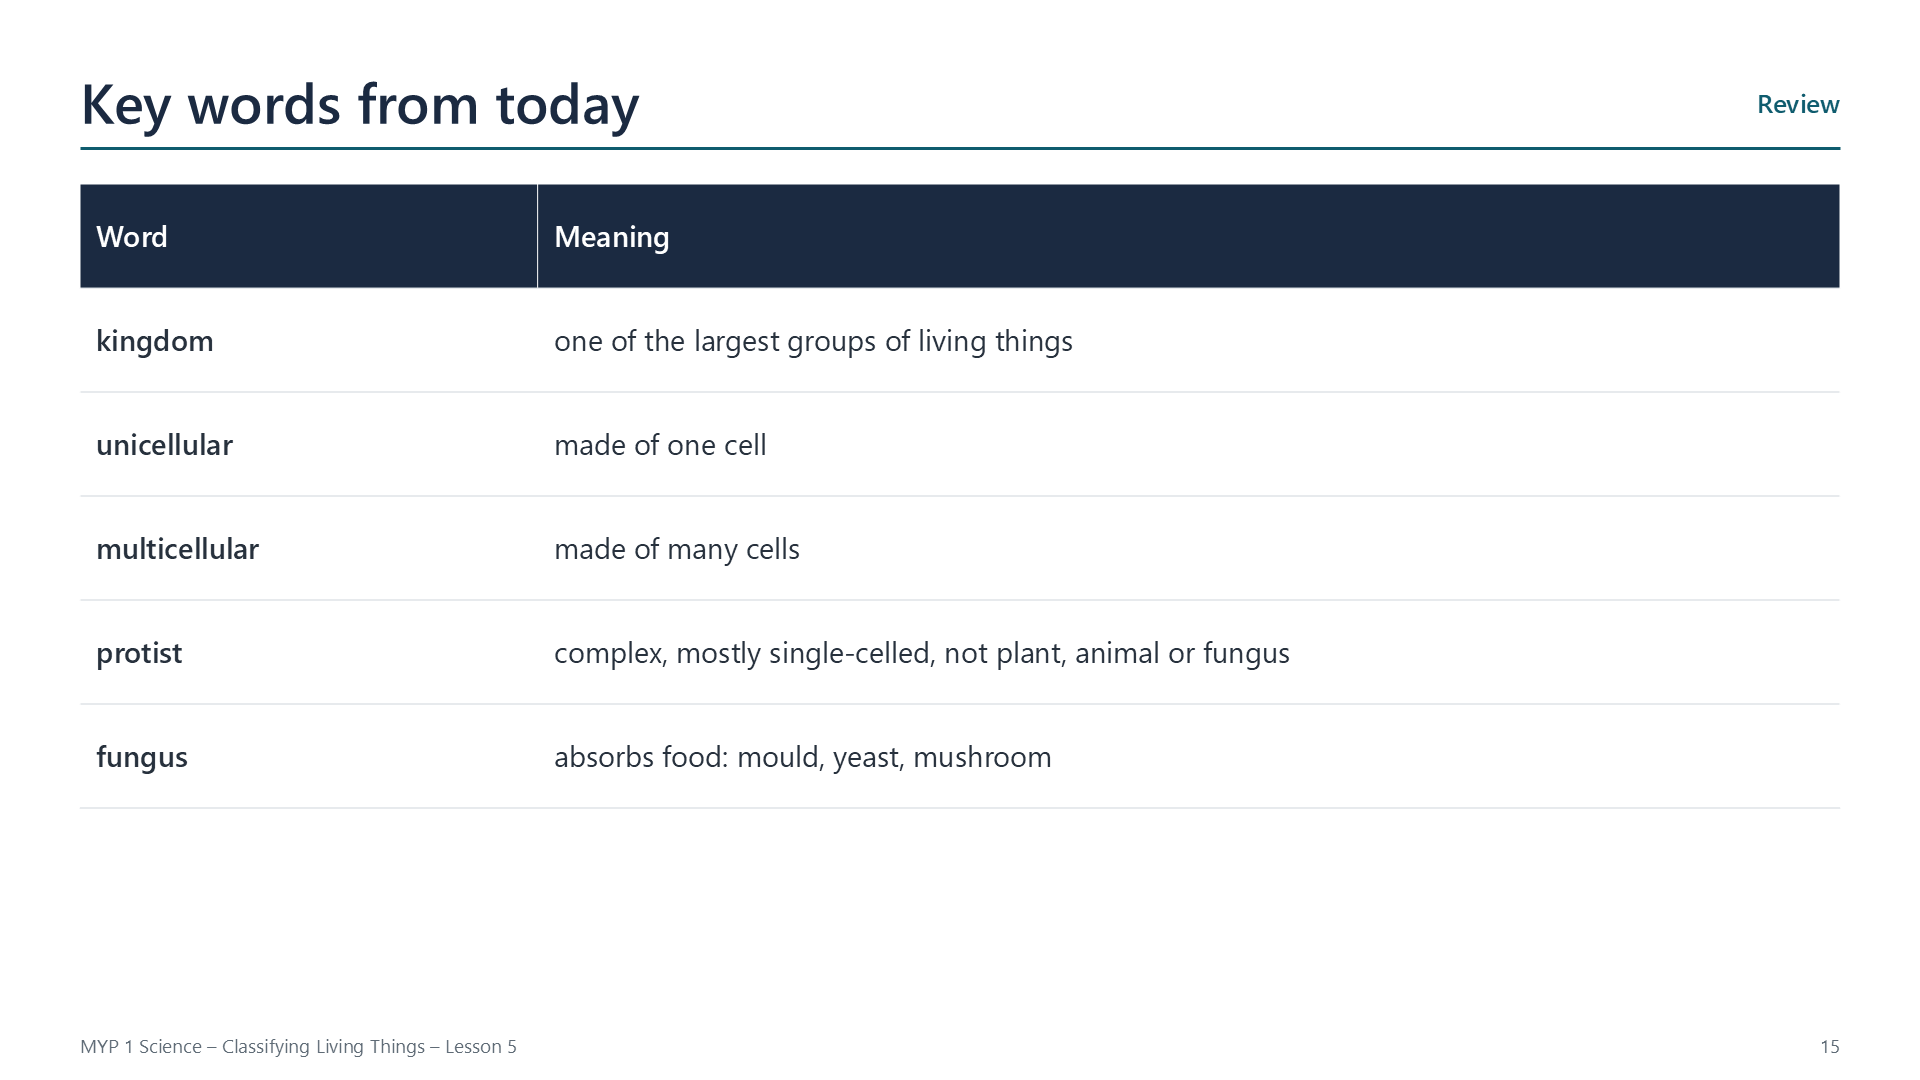 Key words from today
Review
Word Meaning
kingdom one of the largest groups of living things
unicellular made of one cell
multicellular made of many cells
protist complex, mostly single-celled, not plant, animal or fungus
fungus absorbs food: mould, yeast, mushroom
MYP 1 Science – Classifying Living Things – Lesson 5
15